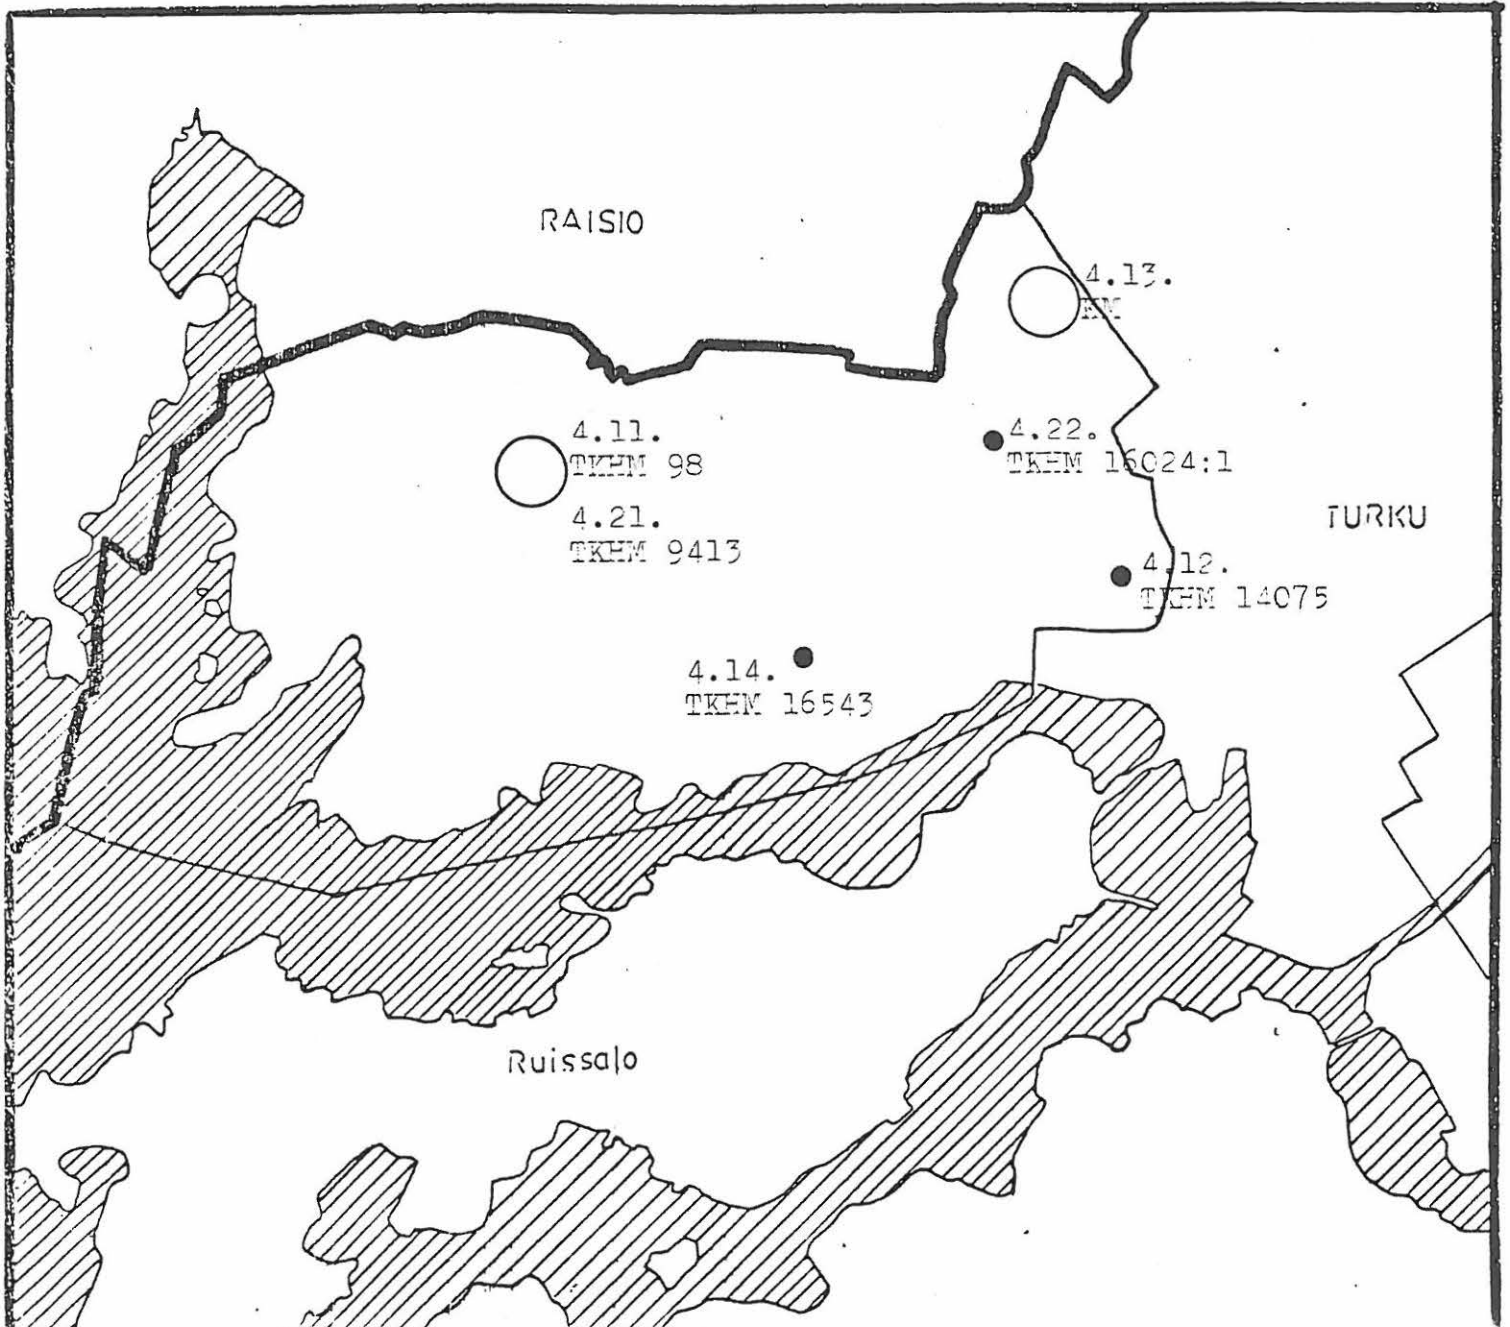 RAISIO
4.13.
KM
4.11.
TKHM 98
4.22.
TKHM 16024:1
4.21.
TKHM 9413
TURKU
4.12.
TKHM 14075
4.14.
TKHM 16543
Ruissalo